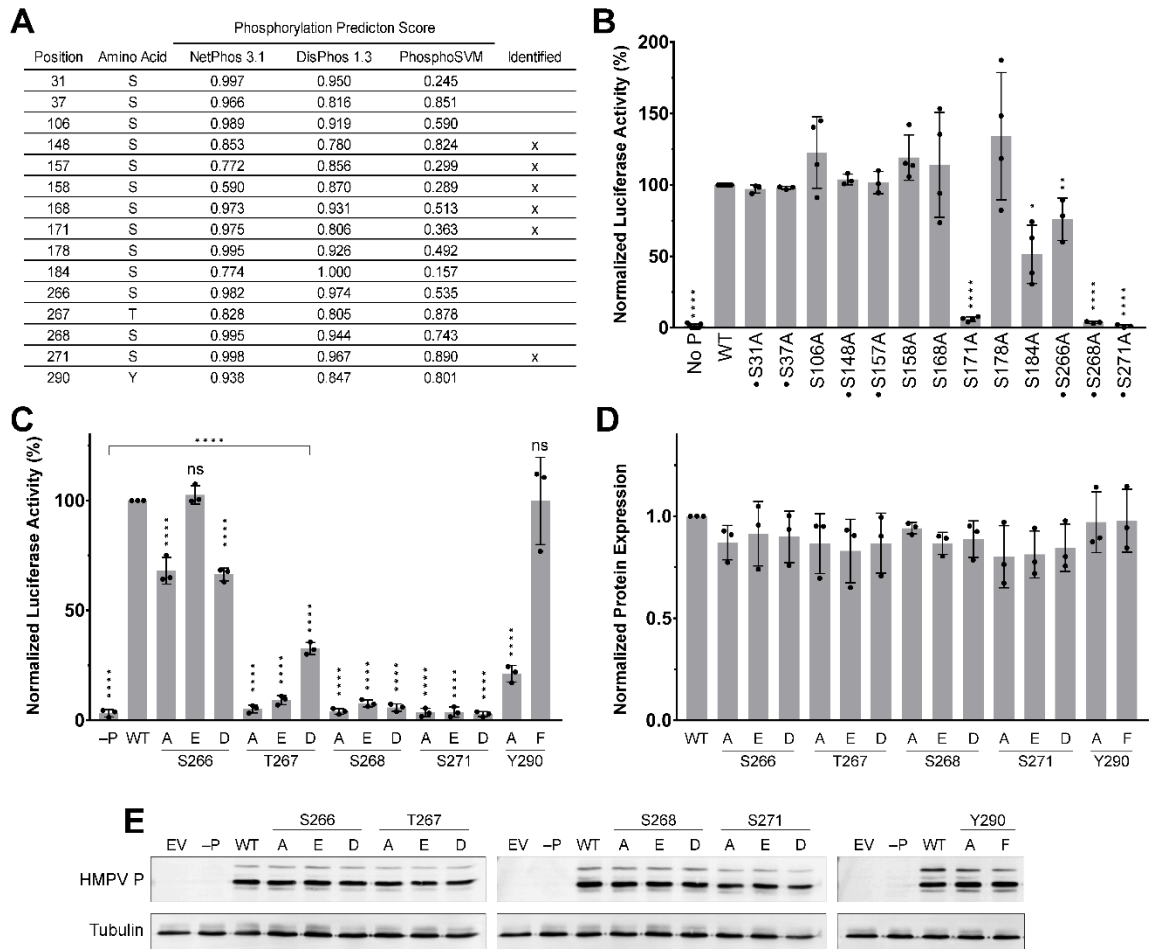 A
Phosphorylation Predicton Score
Position Amino Acid NetPhos 3.1 DisPhos 1.3 PhosphoSVM Identified
31 S 0.997 0.950 0.245
37 S 0.966 0.816 0.851
106 S 0.989 0.919 0.590
148 S 0.853 0.780 0.824 x
157 S 0.772 0.856 0.299 x
158 S 0.590 0.870 0.289 x
168 S 0.973 0.931 0.513 x
171 S 0.975 0.806 0.363 x
178 S 0.995 0.926 0.492
184 S 0.774 1.000 0.157
266 S 0.982 0.974 0.535
267 T 0.828 0.805 0.878
268 S 0.995 0.944 0.743
271 S 0.998 0.967 0.890 x
290 Y 0.938 0.847 0.801
B
Normalized Luciferase Activity (%)
200
150
100
50
0
**** **** * ** **** ****
No P WT •S31A •S37A S106A •S148A •S157A S158A S168A S171A S178A S184A •S266A •S268A •S271A
C
Normalized Luciferase Activity (%)
100
50
0
****
**** **** ns **** **** **** **** **** **** **** **** **** **** **** ns
–P WT A E D A E D A E D A E D A F
S266 T267 S268 S271 Y290
D
Normalized Protein Expression
1.0
0.5
0.0
WT A E D A E D A E D A E D A F
S266 T267 S268 S271 Y290
E
S266 T267 S268 S271 Y290
EV –P WT A E D A E D EV –P WT A E D A E D EV –P WT A F
HMPV P
Tubulin